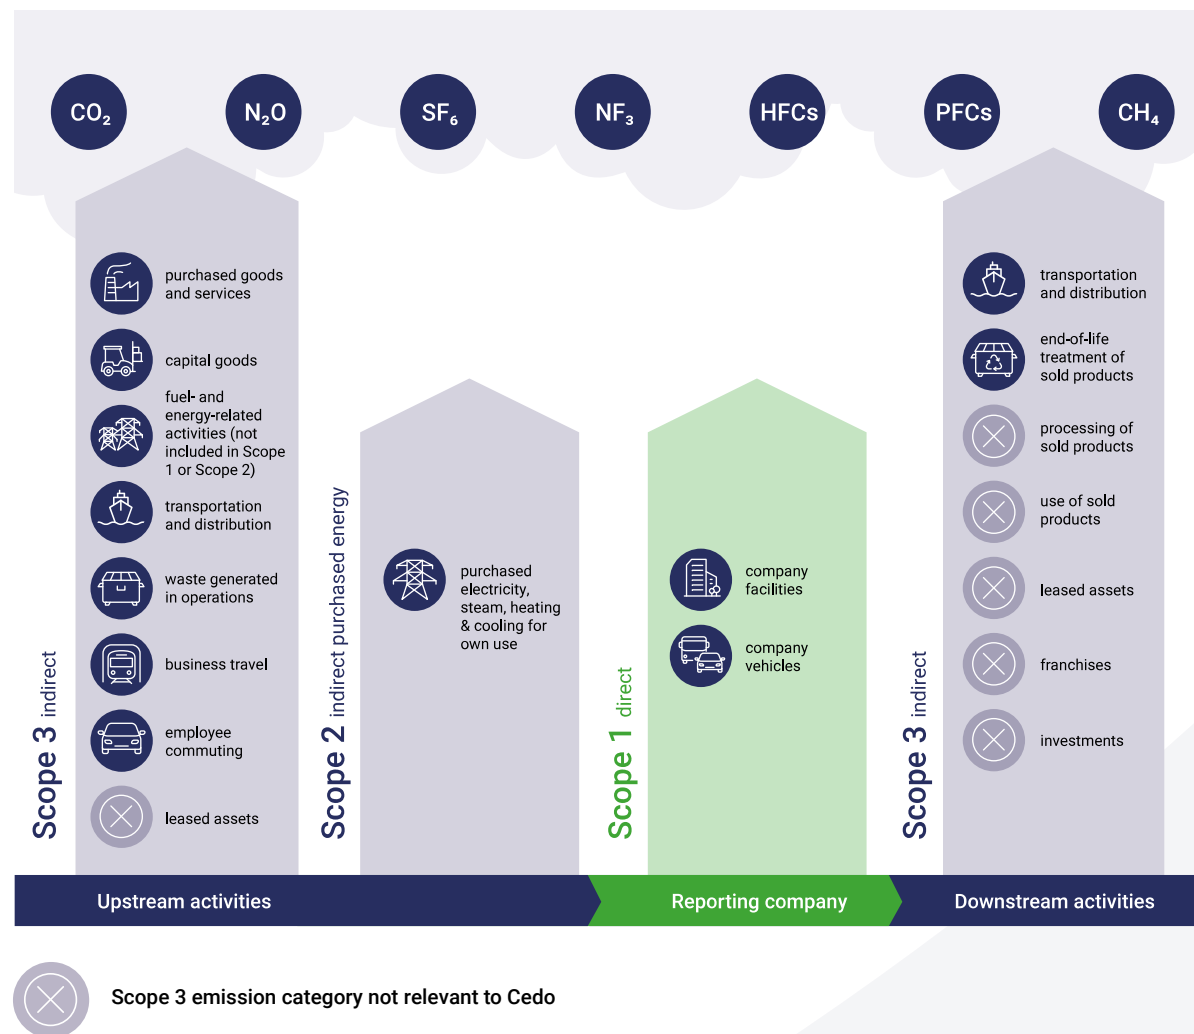 CO₂
N₂O
SF₆
NF₃
HFCs
PFCs
CH₄
Scope 3 indirect
purchased goods
and services
capital goods
fuel- and
energy-related
activities (not
included in Scope
1 or Scope 2)
transportation
and distribution
waste generated
in operations
business travel
employee
commuting
leased assets
Scope 2 indirect purchased energy
purchased
electricity,
steam, heating
& cooling for
own use
Scope 1 direct
company
facilities
company
vehicles
Scope 3 indirect
transportation
and distribution
end-of-life
treatment of
sold products
processing of
sold products
use of sold
products
leased assets
franchises
investments
Upstream activities
Reporting company
Downstream activities
Scope 3 emission category not relevant to Cedo